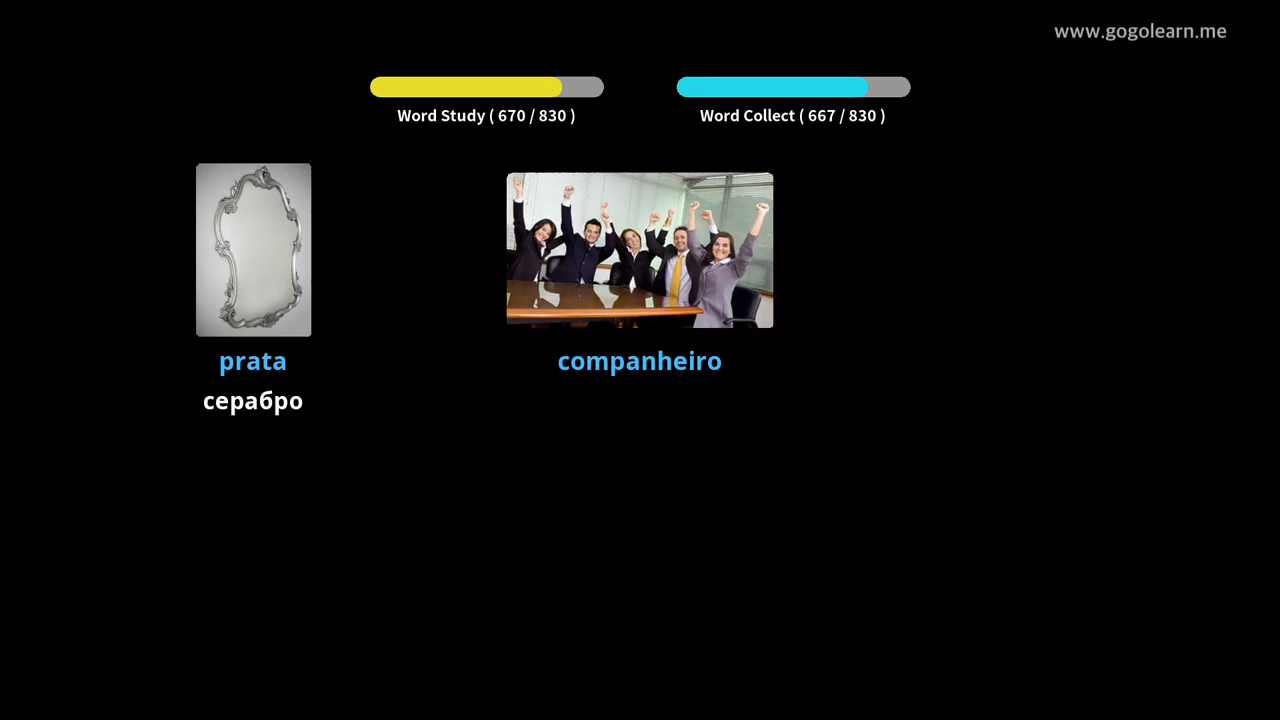 www.gogolearn.me
Word Study ( 670 / 830 )
Word Collect ( 667 / 830 )
prata
companheiro
серабро